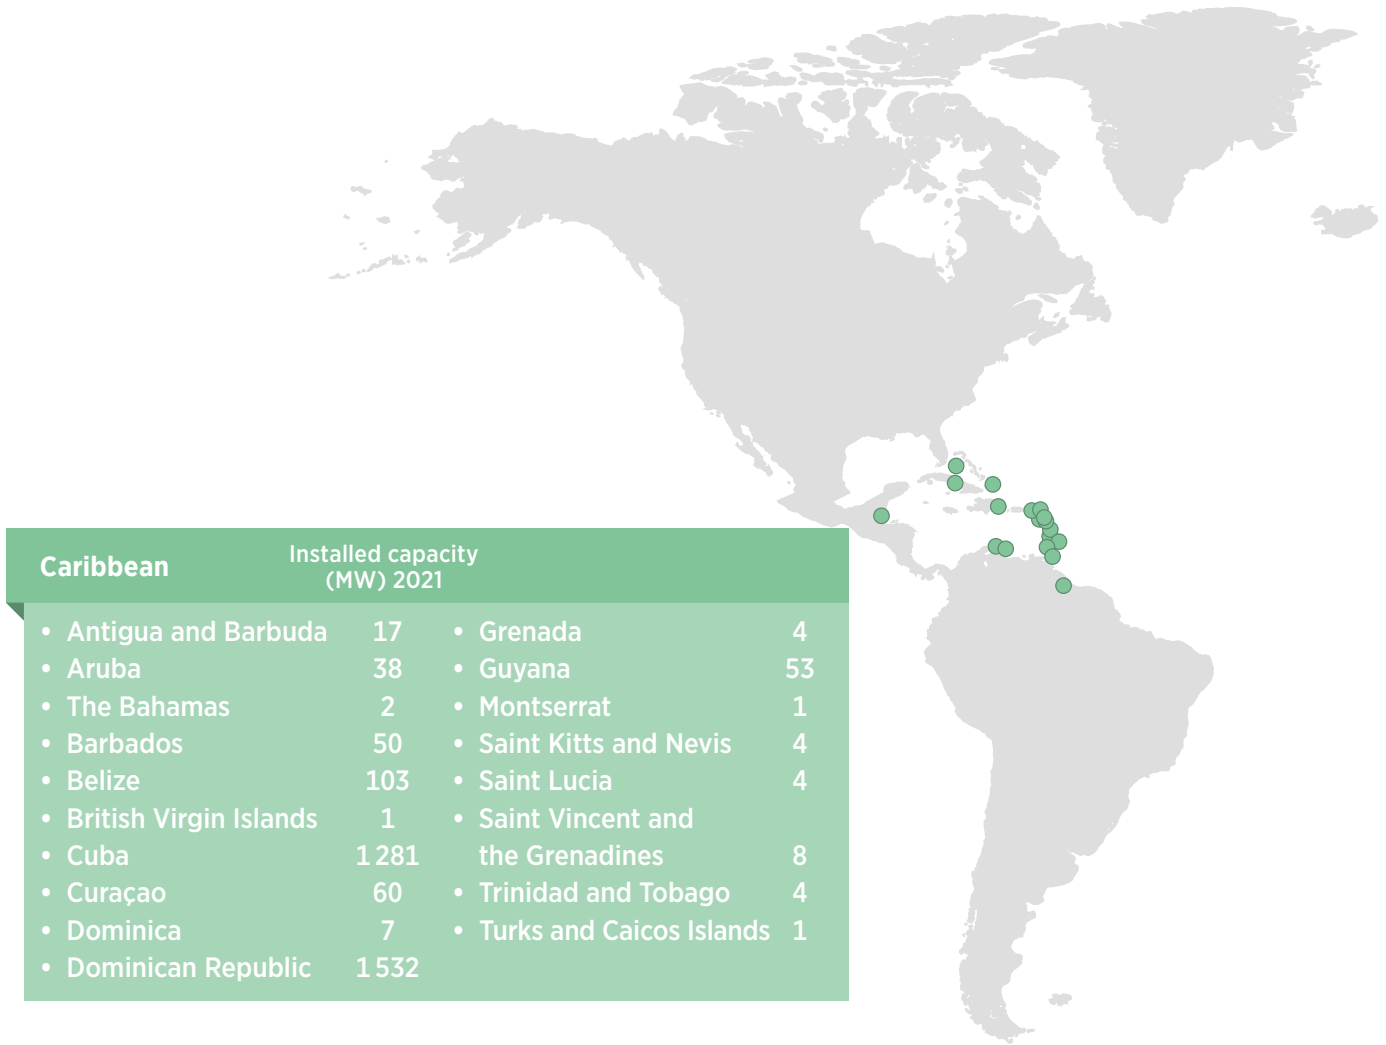 Caribbean
Installed capacity
(MW) 2021
• Antigua and Barbuda 17
• Aruba 38
• The Bahamas 2
• Barbados 50
• Belize 103
• British Virgin Islands 1
• Cuba 1 281
• Curaçao 60
• Dominica 7
• Dominican Republic 1 532
• Grenada 4
• Guyana 53
• Montserrat 1
• Saint Kitts and Nevis 4
• Saint Lucia 4
• Saint Vincent and
the Grenadines 8
• Trinidad and Tobago 4
• Turks and Caicos Islands 1